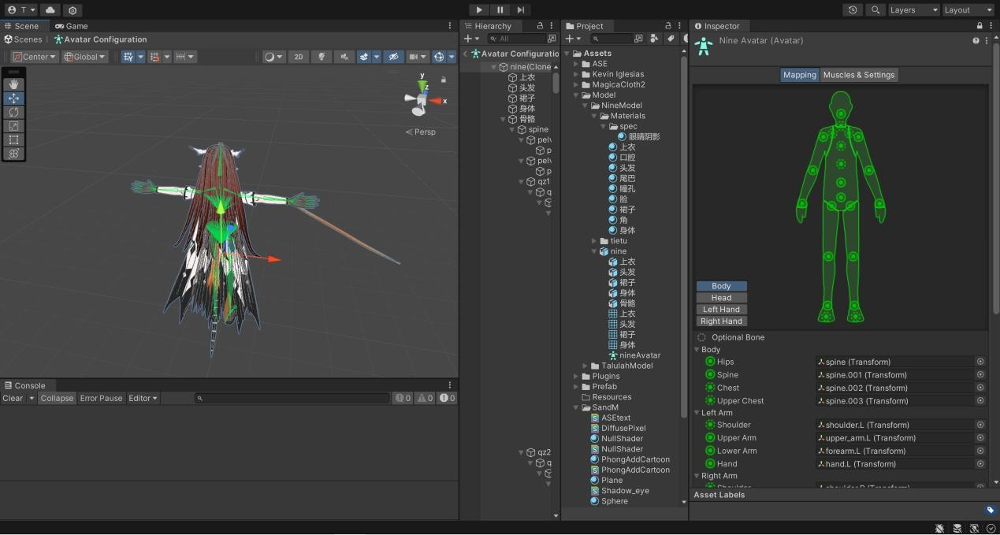 T
Layers
Layout
Scene
Game
Scenes
Avatar Configuration
Center
Global
2D
y
z
x
Persp
Console
Clear
Collapse
Error Pause
Editor
0
0
0
Hierarchy
All
Avatar Configuratio
nine(Clone
上衣
头发
裙子
身体
骨骼
spine
pelv
p
pelv
p
qz1
q
qz2
q
Project
Assets
ASE
Kevin Iglesias
MagicaCloth2
Model
NineModel
Materials
spec
眼睛阴影
上衣
口腔
头发
尾巴
瞳孔
脸
裙子
角
身体
tietu
nine
上衣
头发
裙子
身体
骨骼
上衣
头发
裙子
身体
nineAvatar
TalulahModel
Plugins
Prefab
Resources
SandM
ASEtext
DiffusePixel
NullShader
NullShader
PhongAddCartoon
PhongAddCartoon
Plane
Shadow_eye
Sphere
Inspector
Nine Avatar (Avatar)
Mapping
Muscles & Settings
Body
Head
Left Hand
Right Hand
Optional Bone
Body
Hips
spine (Transform)
Spine
spine.001 (Transform)
Chest
spine.002 (Transform)
Upper Chest
spine.003 (Transform)
Left Arm
Shoulder
shoulder.L (Transform)
Upper Arm
upper_arm.L (Transform)
Lower Arm
forearm.L (Transform)
Hand
hand.L (Transform)
Right Arm
Shoulder
shoulder.R (Transform)
Asset Labels